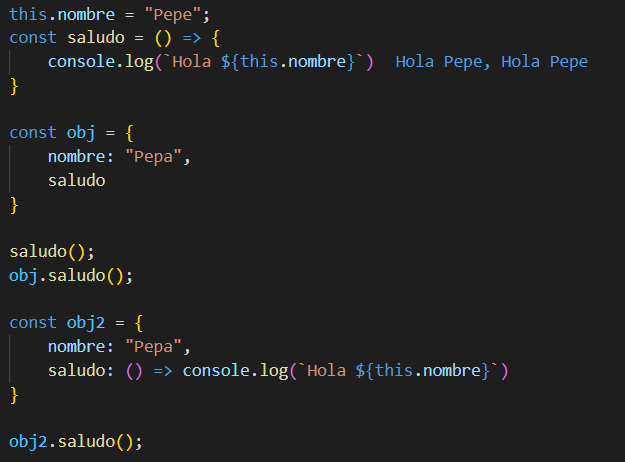 this.nombre = "Pepe";
const saludo = () => {
    console.log(`Hola ${this.nombre}`)  Hola Pepe, Hola Pepe
}

const obj = {
    nombre: "Pepa",
    saludo
}

saludo();
obj.saludo();

const obj2 = {
    nombre: "Pepa",
    saludo: () => console.log(`Hola ${this.nombre}`)
}

obj2.saludo();